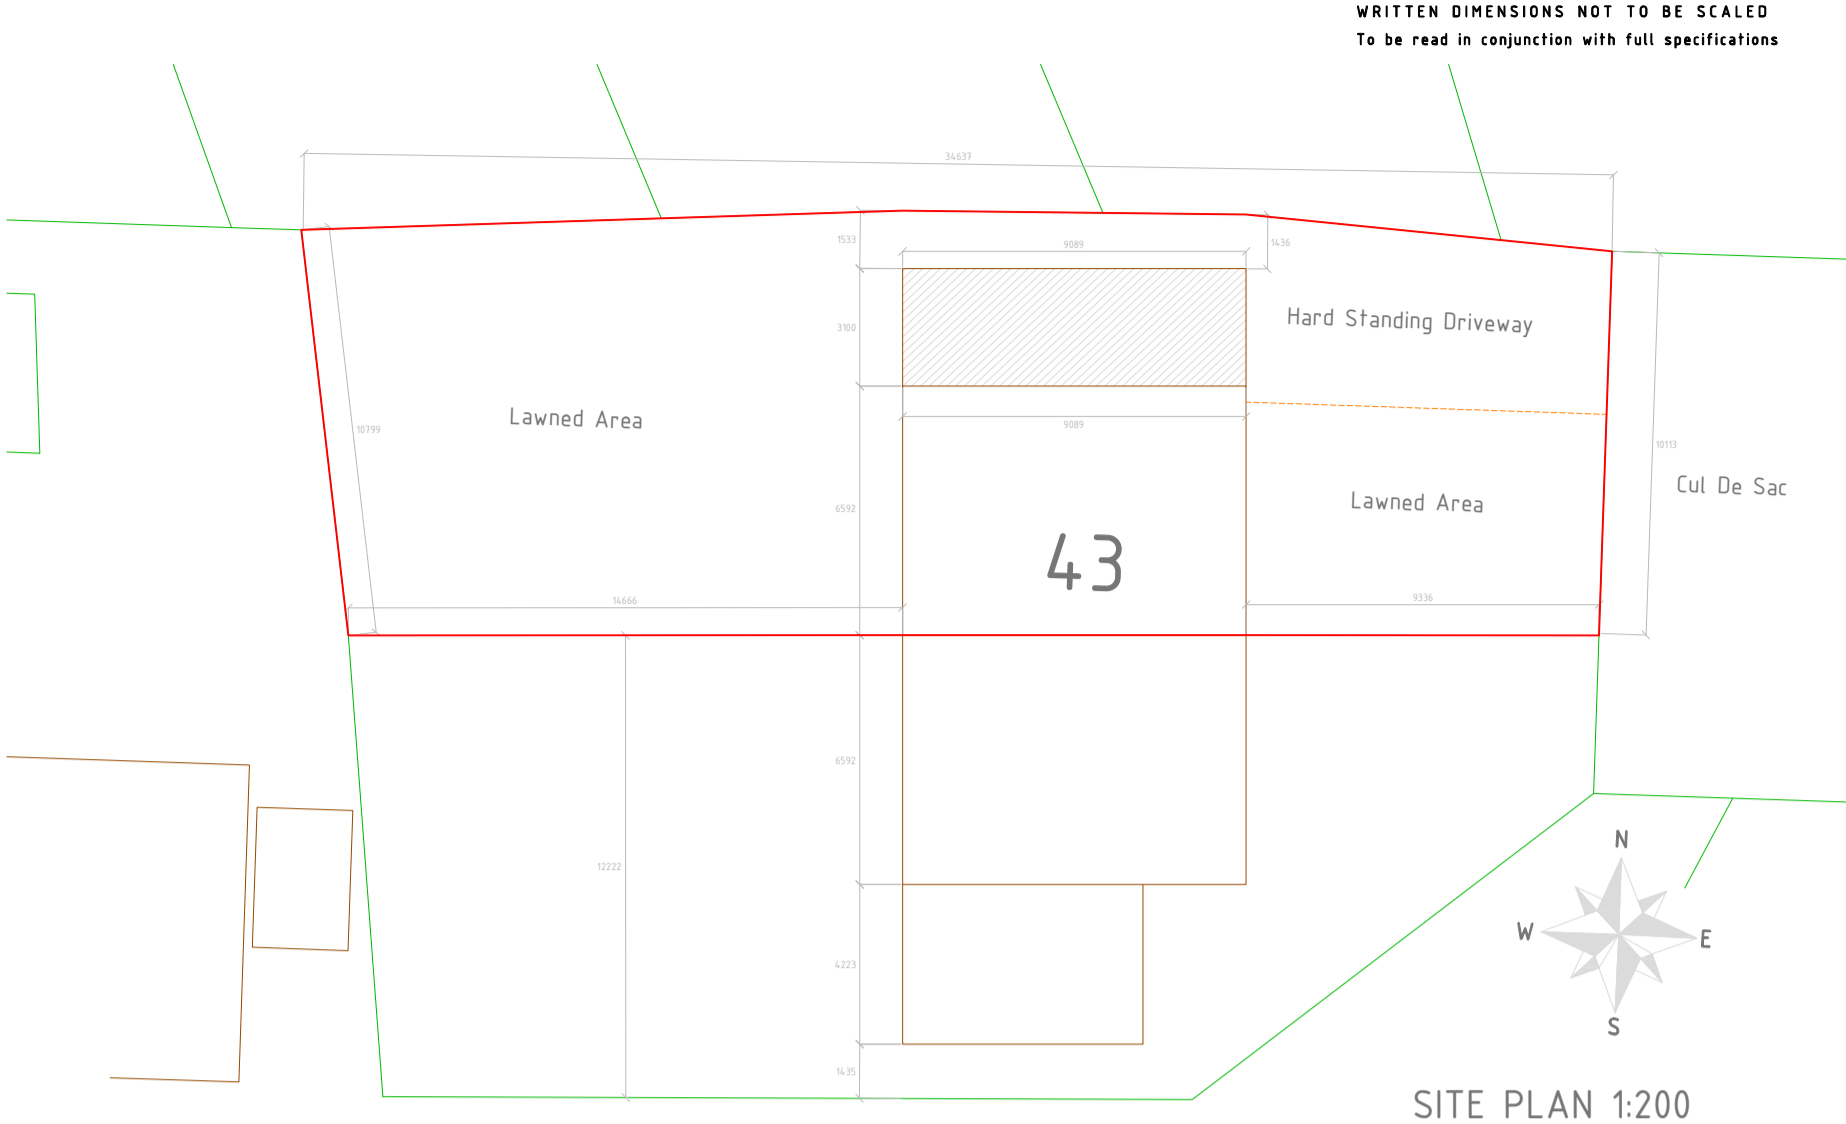 WRITTEN DIMENSIONS NOT TO BE SCALED
To be read in conjunction with full specifications
34637
1533
9089
1436
3100
Hard Standing Driveway
Lawned Area
10799
9089
10113
Cul De Sac
6592
Lawned Area
43
14666
9336
6592
12222
N
W
E
S
4223
1435
SITE PLAN 1:200